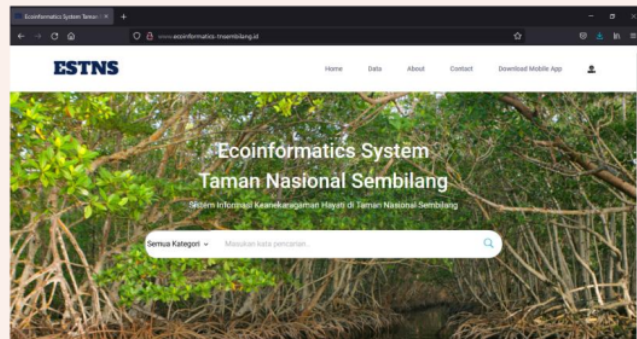 Ecoinformatics System Taman
www.ecoinformatics-tnsembilang.id
ESTNS
Home Data About Contact Download Mobile App
Ecoinformatics System
Taman Nasional Sembilang
Sistem Informasi Keanekaragaman Hayati di Taman Nasional Sembilang
Semua Kategori Masukan kata pencarian..